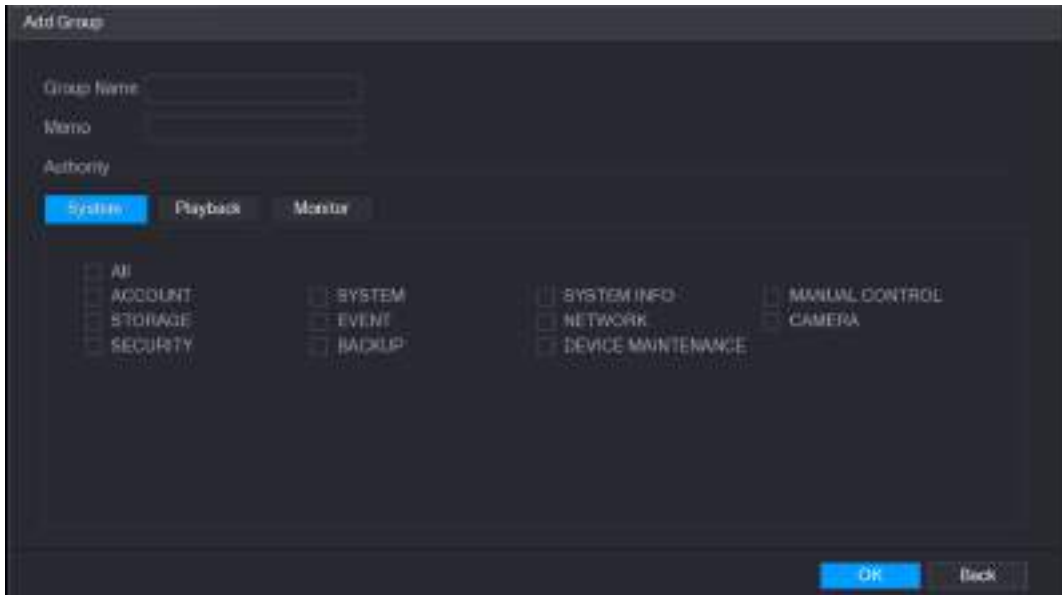 Add Group
Group Name
Memo
Authority
System Playback Monitor
All
ACCOUNT SYSTEM SYSTEM INFO MANUAL CONTROL
STORAGE EVENT NETWORK CAMERA
SECURITY BACKUP DEVICE MAINTENANCE
OK Back